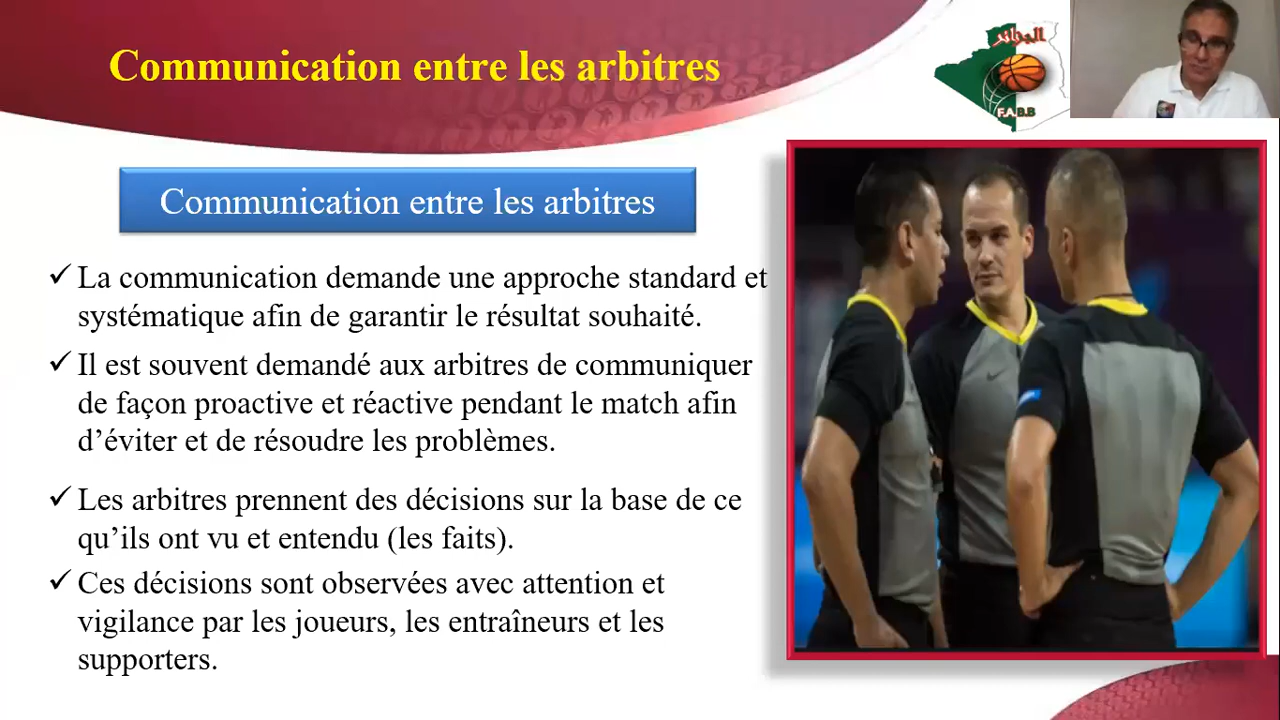 Communication entre les arbitres
الجزائر
F.A.B.B
Communication entre les arbitres
✓ La communication demande une approche standard et
systématique afin de garantir le résultat souhaité.
✓ Il est souvent demandé aux arbitres de communiquer
de façon proactive et réactive pendant le match afin
d’éviter et de résoudre les problèmes.
✓ Les arbitres prennent des décisions sur la base de ce
qu’ils ont vu et entendu (les faits).
✓ Ces décisions sont observées avec attention et
vigilance par les joueurs, les entraîneurs et les
supporters.